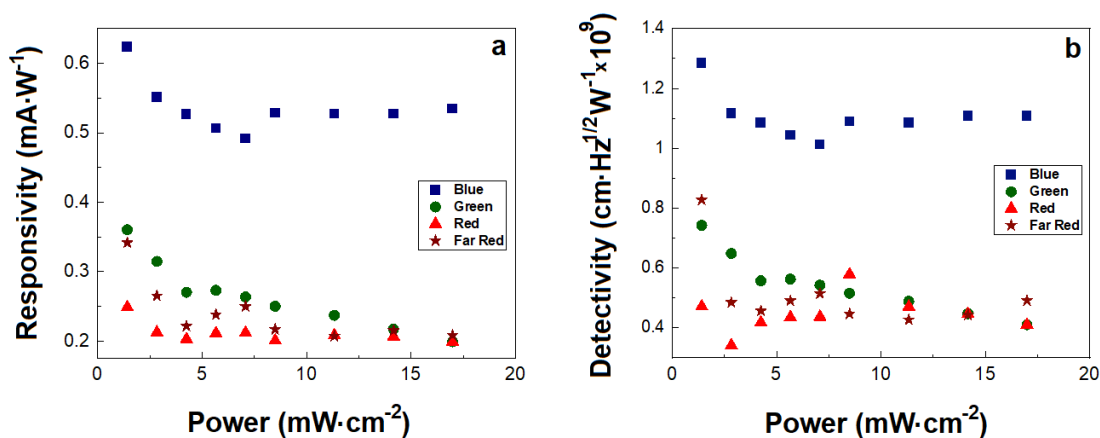 a
Responsivity (mA·W⁻¹)
0.6
0.5
0.4
0.3
0.2
Blue
Green
Red
Far Red
0 5 10 15 20
Power (mW·cm⁻²)
b
Detectivity (cm·Hz¹/²W⁻¹×10⁹)
1.4
1.2
1
0.8
0.6
0.4
Blue
Green
Red
Far Red
0 5 10 15 20
Power (mW·cm⁻²)